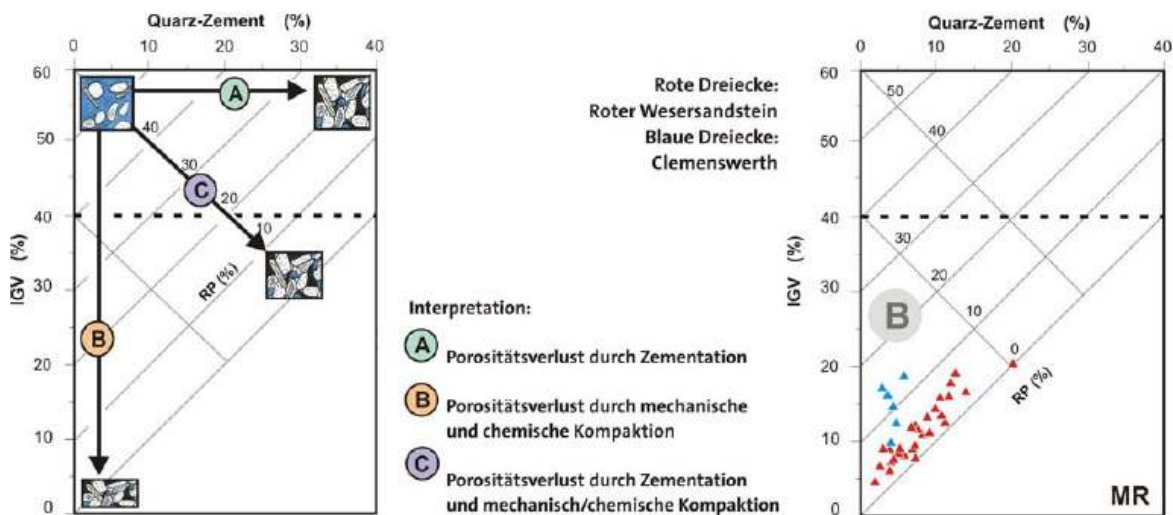 Quarz-Zement (%)
0 10 20 30 40
60
50
40
30
20
10
0
IGV (%)
A
B
C
40
30
20
10
RP (%)
Rote Dreiecke:
Roter Wesersandstein
Blaue Dreiecke:
Clemenswerth
Interpretation:
A Porositätsverlust durch Zementation
B Porositätsverlust durch mechanische
und chemische Kompaktion
C Porositätsverlust durch Zementation
und mechanisch/chemische Kompaktion
Quarz-Zement (%)
0 10 20 30 40
60
50
40
30
20
10
0
IGV (%)
50
40
30
20
10
0
RP (%)
B
MR